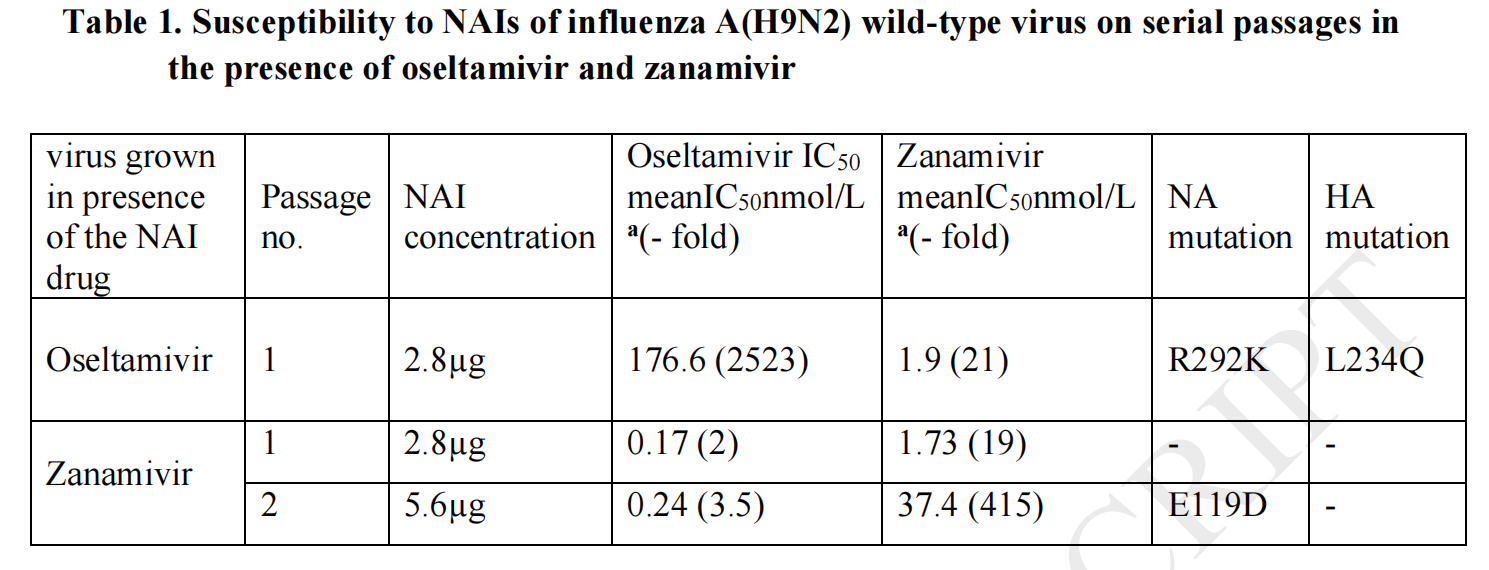 Table 1. Susceptibility to NAIs of influenza A(H9N2) wild-type virus on serial passages in
the presence of oseltamivir and zanamivir
virus grown
in presence
of the NAI
drug
Passage
no.
NAI
concentration
Oseltamivir IC50
meanIC50nmol/L
a(- fold)
Zanamivir
meanIC50nmol/L
a(- fold)
NA
mutation
HA
mutation
Oseltamivir 1 2.8µg 176.6 (2523) 1.9 (21) R292K L234Q
Zanamivir
1 2.8µg 0.17 (2) 1.73 (19) - -
2 5.6µg 0.24 (3.5) 37.4 (415) E119D -
CRIPT